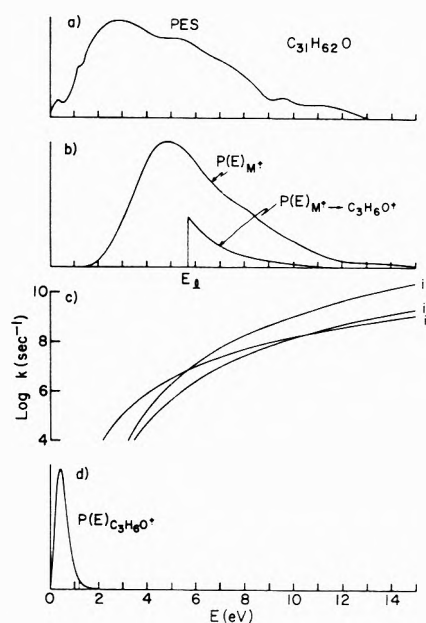 a)
PES
C₃₁H₆₂O
b)
P(E)M⁺
P(E)M⁺→C₃H₆O⁺
Eℓ
10
c)
i
8
i
i
6
Log k (sec⁻¹)
4
d)
P(E)C₃H₆O⁺
0 2 4 6 8 10 12 14
E (eV)